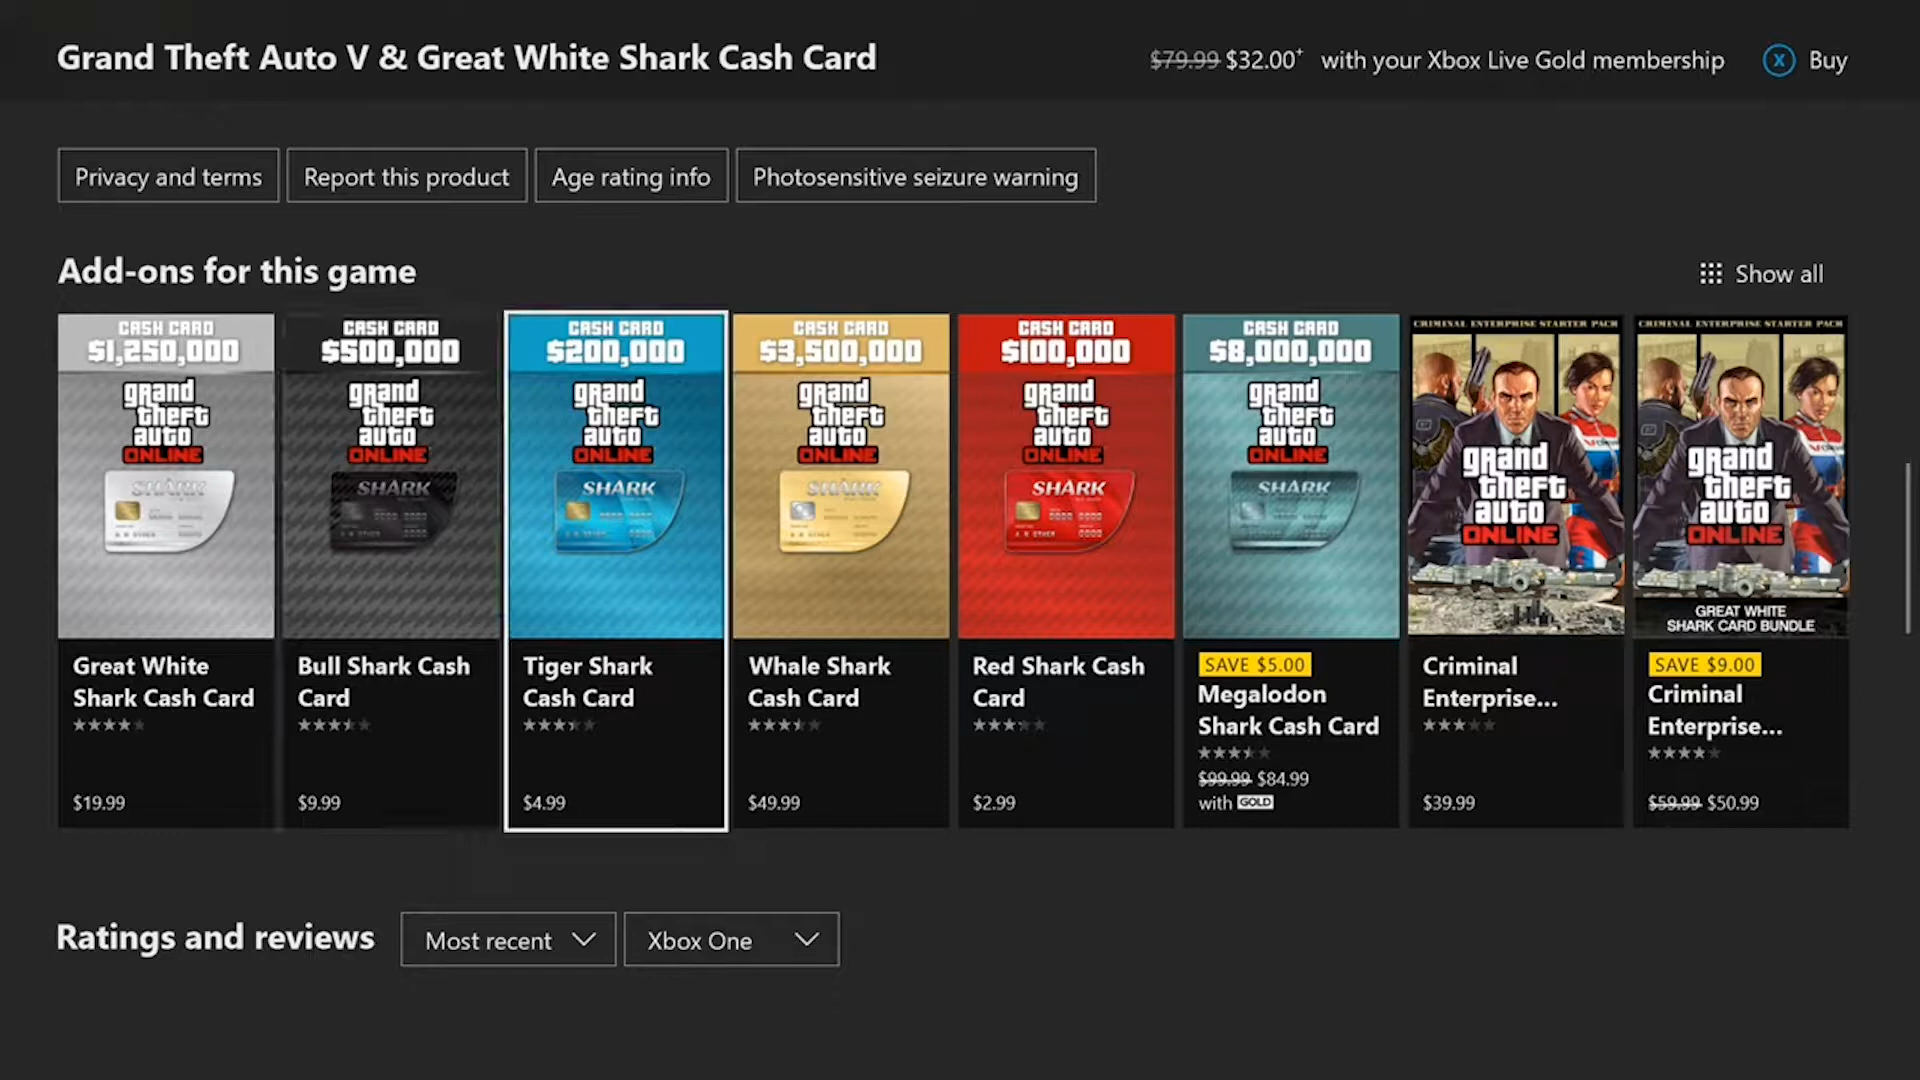 Grand Theft Auto V & Great White Shark Cash Card
$79.99 $32.00+ with your Xbox Live Gold membership
X Buy
Privacy and terms
Report this product
Age rating info
Photosensitive seizure warning
Add-ons for this game
Show all
CASH CARD
$1,250,000
grand
theft
auto
ONLINE
SHARK
Great White
Shark Cash Card
$19.99
CASH CARD
$500,000
grand
theft
auto
ONLINE
SHARK
Bull Shark Cash
Card
$9.99
CASH CARD
$200,000
grand
theft
auto
ONLINE
SHARK
Tiger Shark
Cash Card
$4.99
CASH CARD
$3,500,000
grand
theft
auto
ONLINE
SHARK
Whale Shark
Cash Card
$49.99
CASH CARD
$100,000
grand
theft
auto
ONLINE
SHARK
A N OTHER
Red Shark Cash
Card
$2.99
CASH CARD
$8,000,000
grand
theft
auto
ONLINE
SHARK
SAVE $5.00
Megalodon
Shark Cash Card
$99.99 $84.99
with GOLD
CRIMINAL ENTERPRISE STARTER PACK
grand
theft
auto
ONLINE
Criminal
Enterprise...
$39.99
CRIMINAL ENTERPRISE STARTER PACK
grand
theft
auto
ONLINE
GREAT WHITE
SHARK CARD BUNDLE
SAVE $9.00
Criminal
Enterprise...
$59.99 $50.99
Ratings and reviews
Most recent
Xbox One